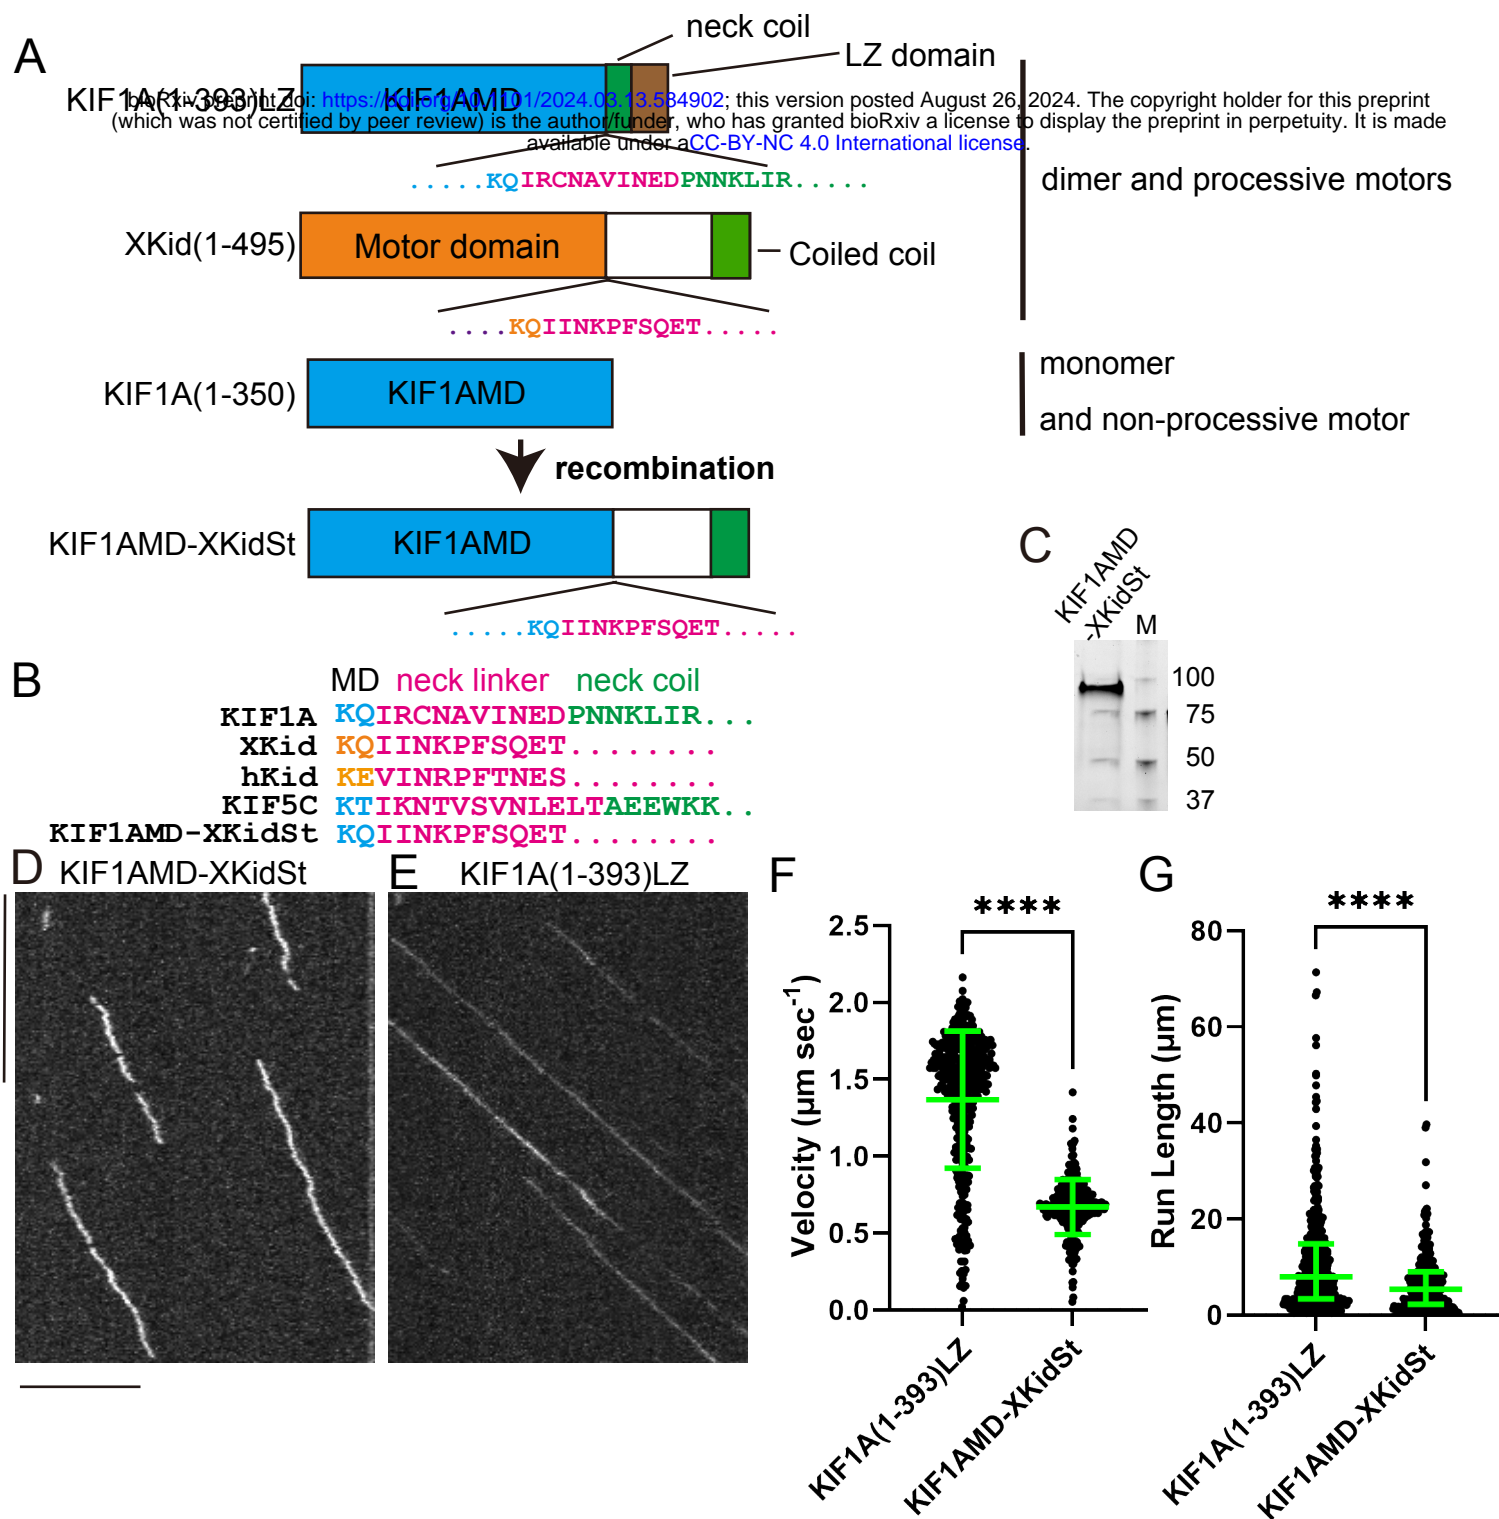 A
neck coil
LZ domain
KIF1A(1-393)LZ
KIF1AMD
bioRxiv preprint doi: https://doi.org/10.1101/2024.03.13.584902; this version posted August 26, 2024. The copyright holder for this preprint
(which was not certified by peer review) is the author/funder, who has granted bioRxiv a license to display the preprint in perpetuity. It is made
available under aCC-BY-NC 4.0 International license.
.....KQIRCNAVINEDPNNKLIR.....
dimer and processive motors
XKid(1-495)
Motor domain
Coiled coil
....KQIINKPFSQET.....
KIF1A(1-350)
KIF1AMD
monomer
and non-processive motor
recombination
KIF1AMD-XKidSt
KIF1AMD
.....KQIINKPFSQET.....
C
KIF1AMD
-XKidSt
M
100
75
50
37
B
MD neck linker neck coil
KIF1A KQIRCNAVINEDPNNKLIR...
XKid KQIINKPFSQET........
hKid KEVINRPFTNES........
KIF5C KTIKNTVSVNLELTAEEWKK..
KIF1AMD-XKidSt KQIINKPFSQET........
D KIF1AMD-XKidSt
E KIF1A(1-393)LZ
F
****
Velocity (µm sec⁻¹)
2.5
2.0
1.5
1.0
0.5
0.0
KIF1A(1-393)LZ
KIF1AMD-XKidSt
G
****
Run Length (µm)
80
60
40
20
0
KIF1A(1-393)LZ
KIF1AMD-XKidSt